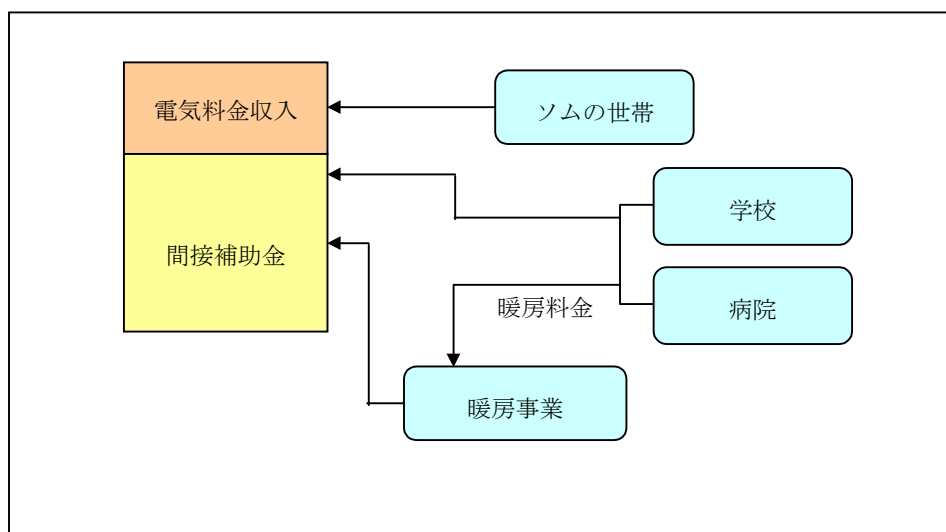 電気料金収入
ソムの世帯
学校
間接補助金
暖房料金
病院
暖房事業